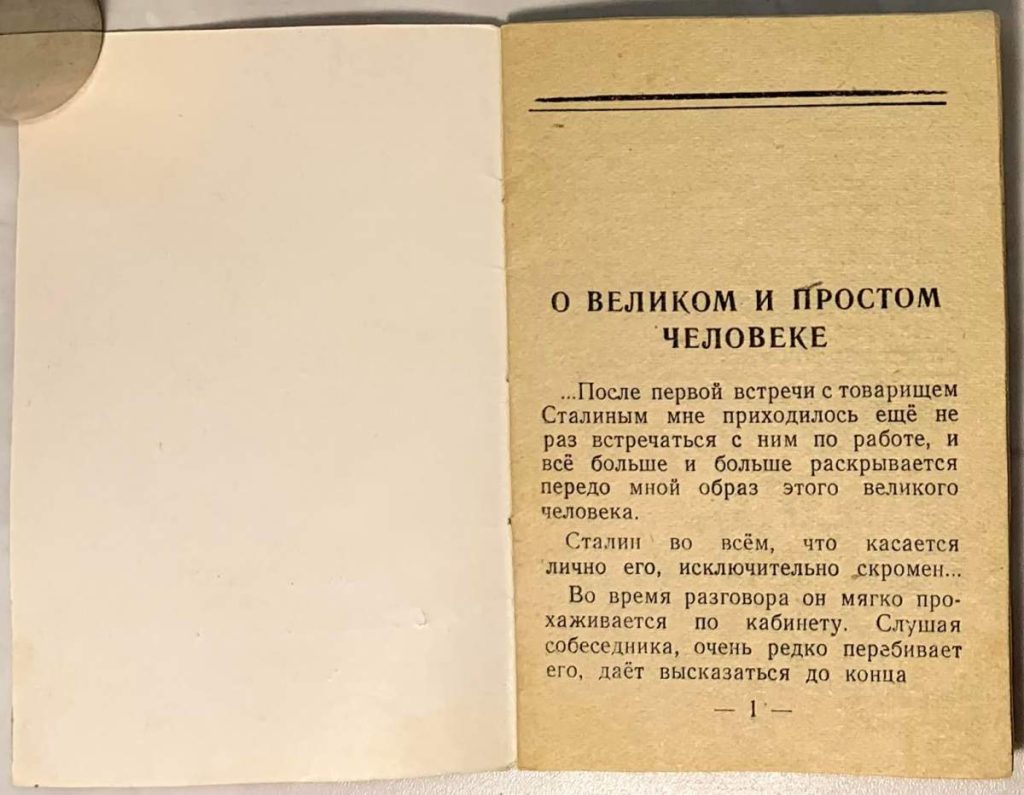 О ВЕЛИКОМ И ПРОСТОМ
ЧЕЛОВЕКЕ
...После первой встречи с товарищем
Сталиным мне приходилось ещё не
раз встречаться с ним по работе, и
всё больше и больше раскрывается
передо мной образ этого великого
человека.
Сталин во всём, что касается
лично его, исключительно скромен...
Во время разговора он мягко про-
хаживается по кабинету. Слушая
собеседника, очень редко перебивает
его, даёт высказаться до конца
— 1 —